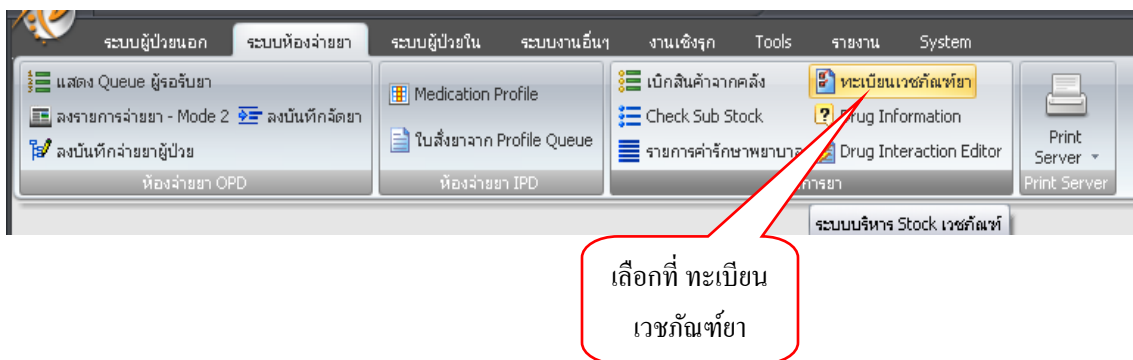 ระบบผู้ป่วยนอก ระบบห้องจ่ายยา ระบบผู้ป่วยใน ระบบงานอื่นๆ งานเชิงรุก Tools รายงาน System
แสดง Queue ผู้รอรับยา
ลงรายการจ่ายยา - Mode 2 ลงบันทึกจัดยา
ลงบันทึกจ่ายยาผู้ป่วย
ห้องจ่ายยา OPD
Medication Profile
ใบสั่งยาจาก Profile Queue
ห้องจ่ายยา IPD
เบิกสินค้าจากคลัง ทะเบียนเวชภัณฑ์ยา
Check Sub Stock Drug Information
รายการค่ารักษาพยาบาล Drug Interaction Editor
การยา
Print
Server
Print Server
ระบบบริหาร Stock เวชภัณฑ์
เลือกที่ ทะเบียน
เวชภัณฑ์ยา